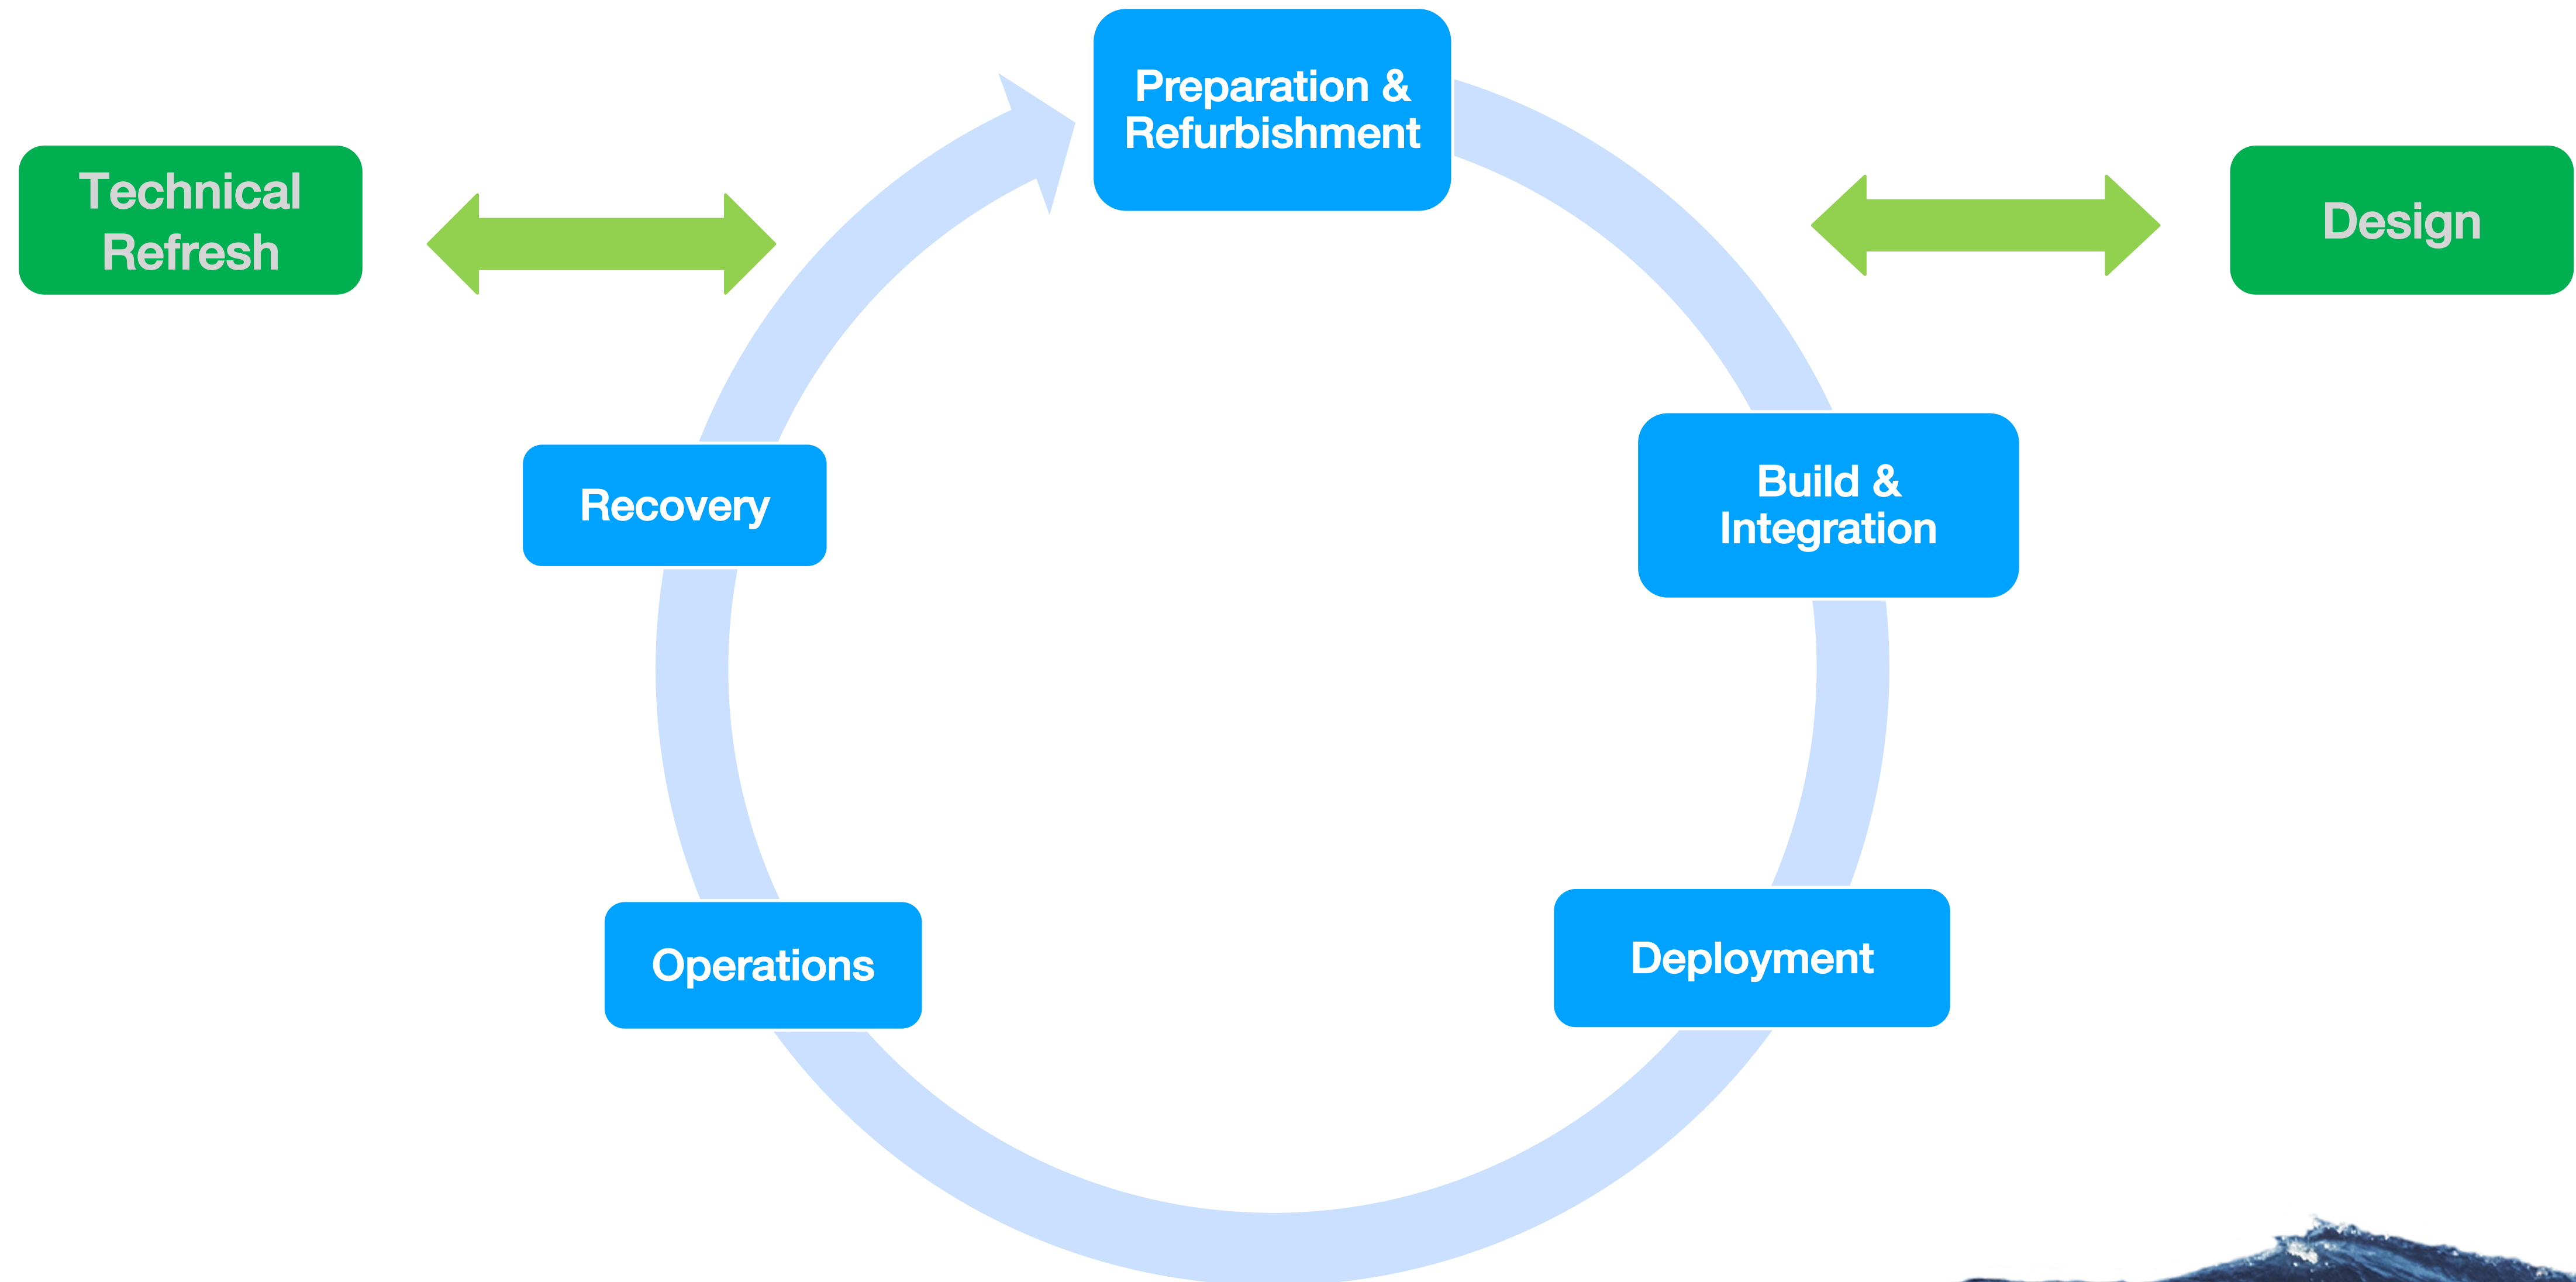 Preparation &
Refurbishment
Technical
Refresh
Design
Build &
Integration
Recovery
Deployment
Operations